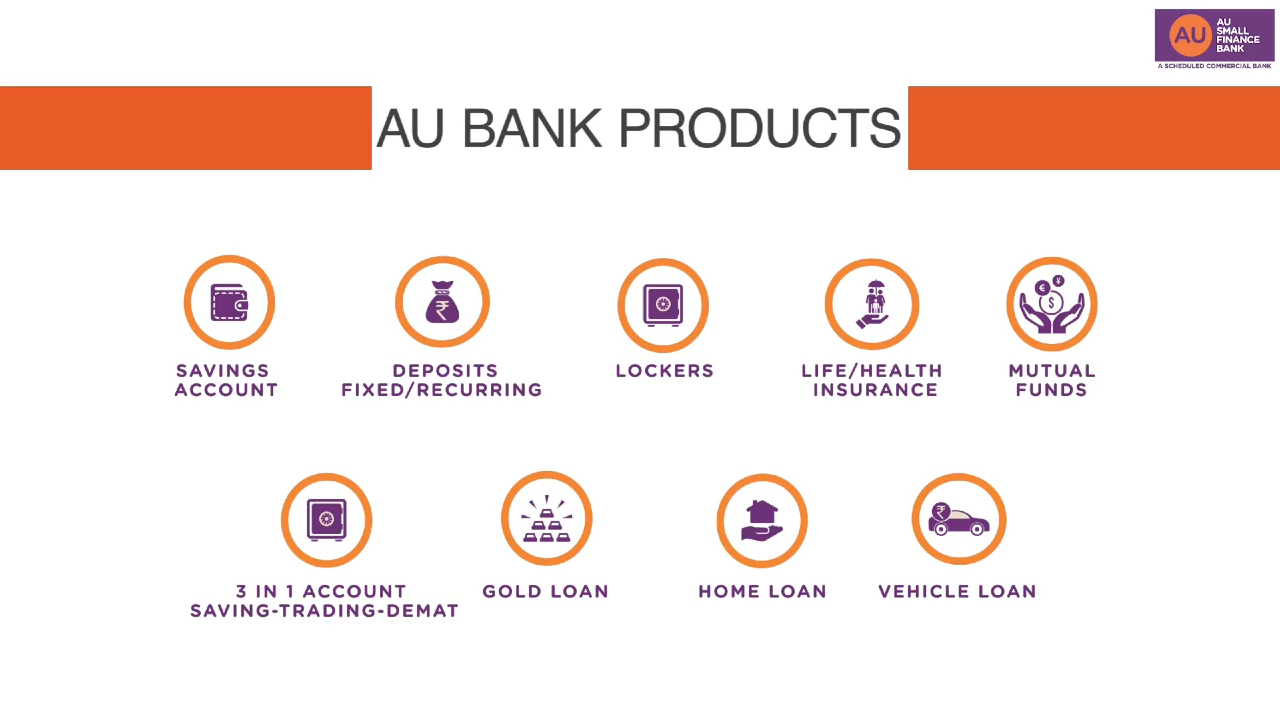 AU
AU
SMALL
FINANCE
BANK
A SCHEDULED COMMERCIAL BANK
AU BANK PRODUCTS
₹
€
¥
$
SAVINGS
ACCOUNT
DEPOSITS
FIXED/RECURRING
LOCKERS
LIFE/HEALTH
INSURANCE
MUTUAL
FUNDS
₹
3 IN 1 ACCOUNT
SAVING-TRADING-DEMAT
GOLD LOAN
HOME LOAN
VEHICLE LOAN